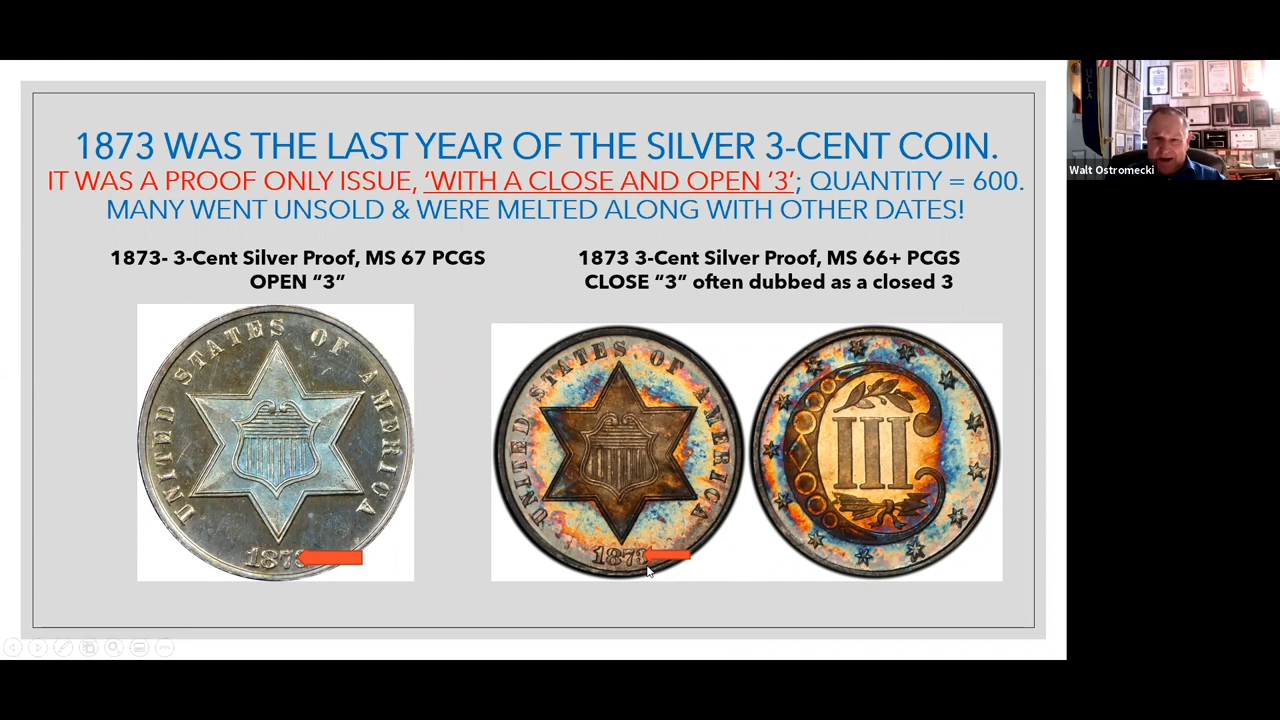 1873 WAS THE LAST YEAR OF THE SILVER 3-CENT COIN.
IT WAS A PROOF ONLY ISSUE, ‘WITH A CLOSE AND OPEN ‘3’; QUANTITY = 600.
MANY WENT UNSOLD & WERE MELTED ALONG WITH OTHER DATES!
1873- 3-Cent Silver Proof, MS 67 PCGS
OPEN “3”
1873 3-Cent Silver Proof, MS 66+ PCGS
CLOSE “3” often dubbed as a closed 3
UNITED STATES OF AMERICA
1873
UNITED STATES OF AMERICA
1873
III
UCLA
Walt Ostromecki